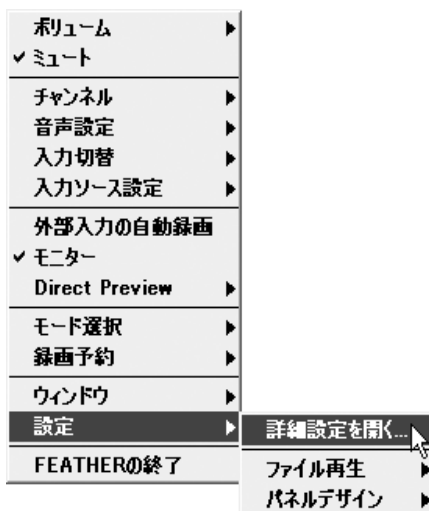 ボリューム
ミュート
チャンネル
音声設定
入力切替
入力ソース設定
外部入力の自動録画
モニター
Direct Preview
モード選択
録画予約
ウィンドウ
設定
詳細設定を開く...
FEATHERの終了
ファイル再生
パネルデザイン